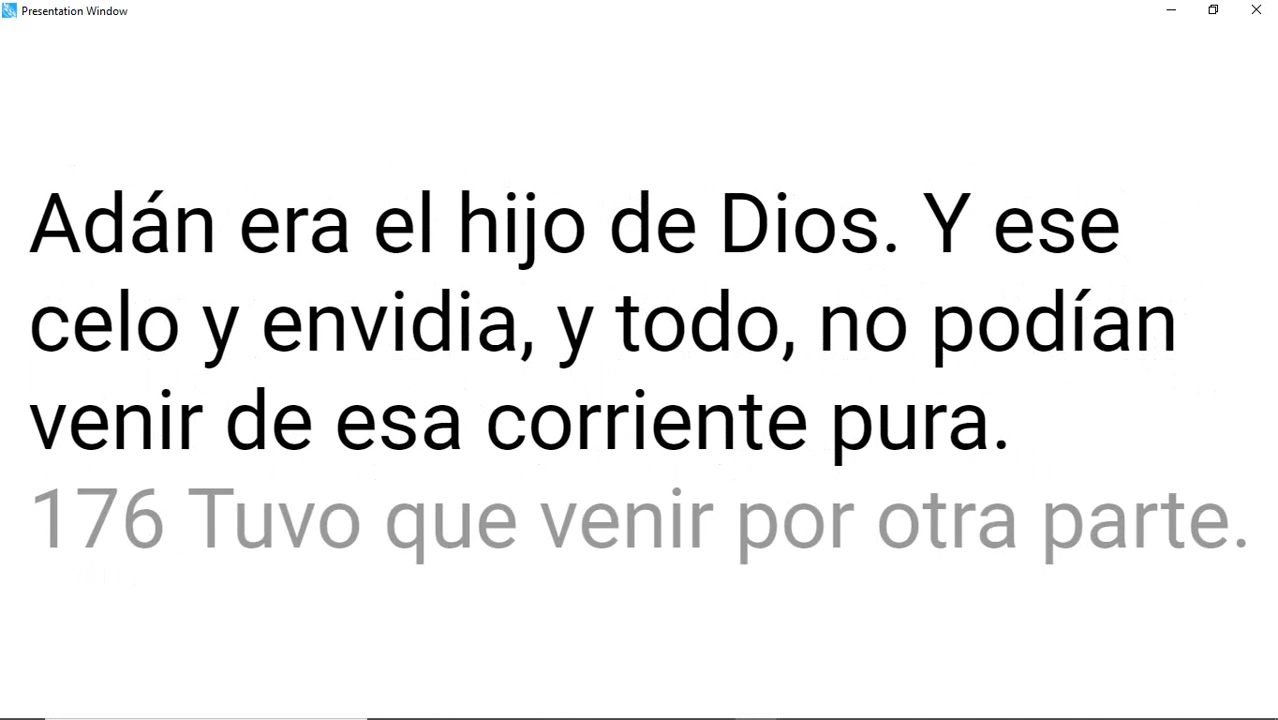 Presentation Window
Adán era el hijo de Dios. Y ese
celo y envidia, y todo, no podían
venir de esa corriente pura.
176 Tuvo que venir por otra parte.